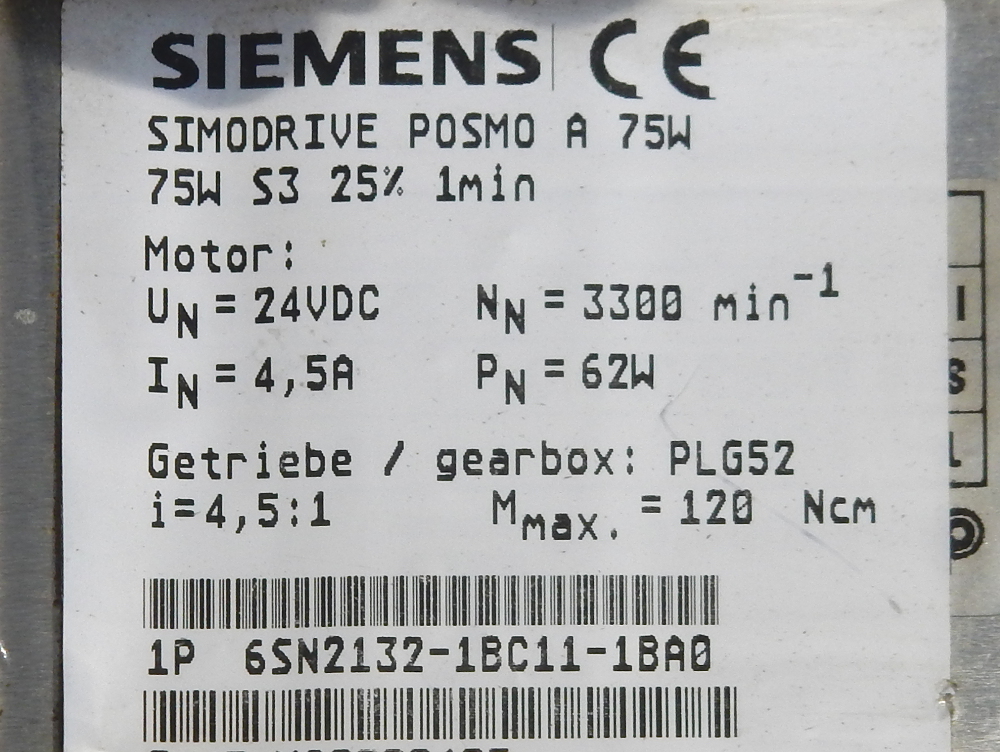 SIEMENS CE
SIMODRIVE POSMO A 75W
75W S3 25% 1min
Motor:
UN = 24VDC NN = 3300 min⁻¹
IN = 4,5A PN = 62W
Getriebe / gearbox: PLG52
i=4,5:1 Mmax. = 120 Ncm
1P 6SN2132-1BC11-1BA0